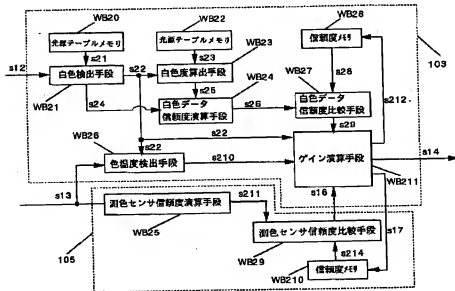 WB20
WB22
WB28
光源テーブルメモリ
光源テーブルメモリ
WB23
信頼度メモリ
103
s12
s21
s22
s23
白色検出手段
白色度算出手段
WB24
WB27
s26
WB21
s24
s25
白色データ
信頼度演算手段
s26
白色データ
信頼度比較手段
s212
WB26
s22
s22
s28
色温度検出手段
s210
ゲイン演算手段
s14
s13
s16
WB211
測色センサ信頼度演算手段
s211
s17
105
WB25
測色センサ信頼度比較手段
WB29
s214
WB210
信頼度メモリ